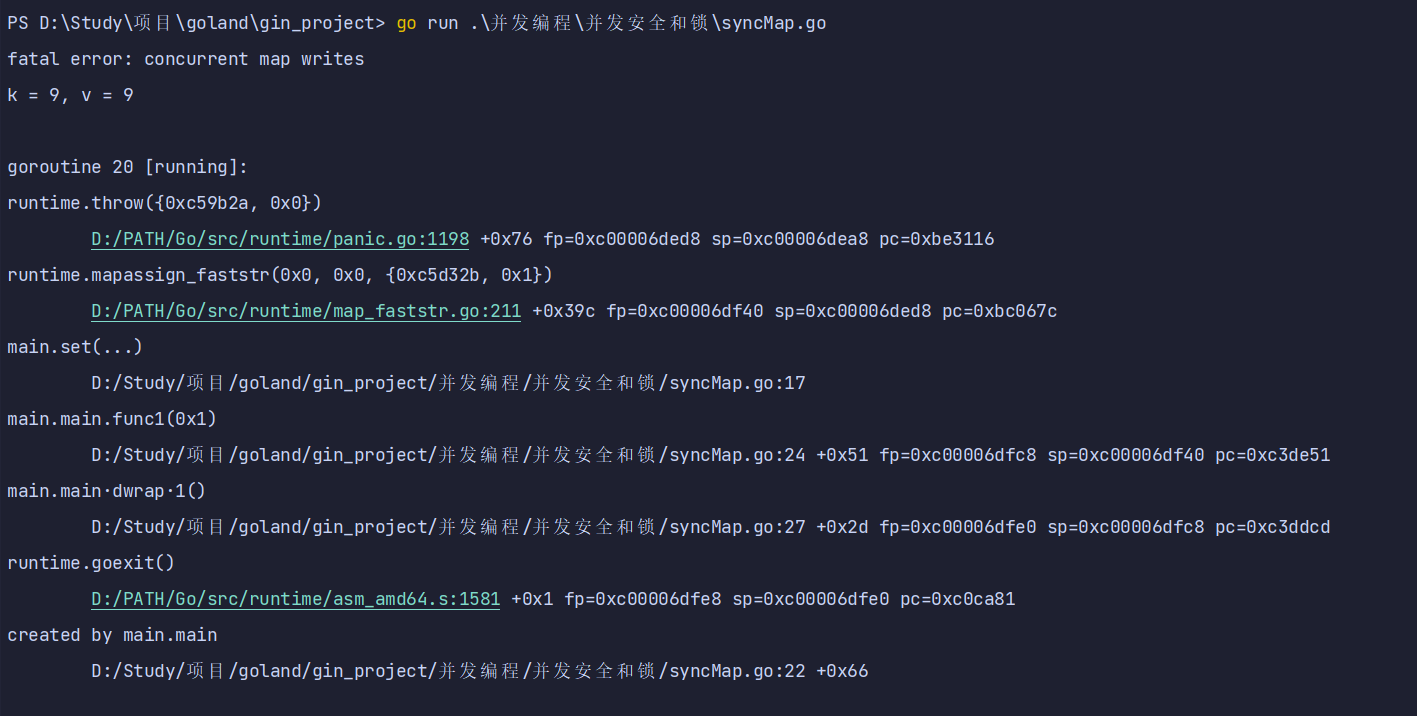 PS D:\Study\项目\goland\gin_project> go run .\并发编程\并发安全和锁\syncMap.go
fatal error: concurrent map writes
k = 9, v = 9
goroutine 20 [running]:
runtime.throw({0xc59b2a, 0x0})
D:/PATH/Go/src/runtime/panic.go:1198 +0x76 fp=0xc00006ded8 sp=0xc00006dea8 pc=0xbe3116
runtime.mapassign_faststr(0x0, 0x0, {0xc5d32b, 0x1})
D:/PATH/Go/src/runtime/map_faststr.go:211 +0x39c fp=0xc00006df40 sp=0xc00006ded8 pc=0xbc067c
main.set(...)
D:/Study/项目/goland/gin_project/并发编程/并发安全和锁/syncMap.go:17
main.main.func1(0x1)
D:/Study/项目/goland/gin_project/并发编程/并发安全和锁/syncMap.go:24 +0x51 fp=0xc00006dfc8 sp=0xc00006df40 pc=0xc3de51
main.main·dwrap·1()
D:/Study/项目/goland/gin_project/并发编程/并发安全和锁/syncMap.go:27 +0x2d fp=0xc00006dfe0 sp=0xc00006dfc8 pc=0xc3ddcd
runtime.goexit()
D:/PATH/Go/src/runtime/asm_amd64.s:1581 +0x1 fp=0xc00006dfe8 sp=0xc00006dfe0 pc=0xc0ca81
created by main.main
D:/Study/项目/goland/gin_project/并发编程/并发安全和锁/syncMap.go:22 +0x66